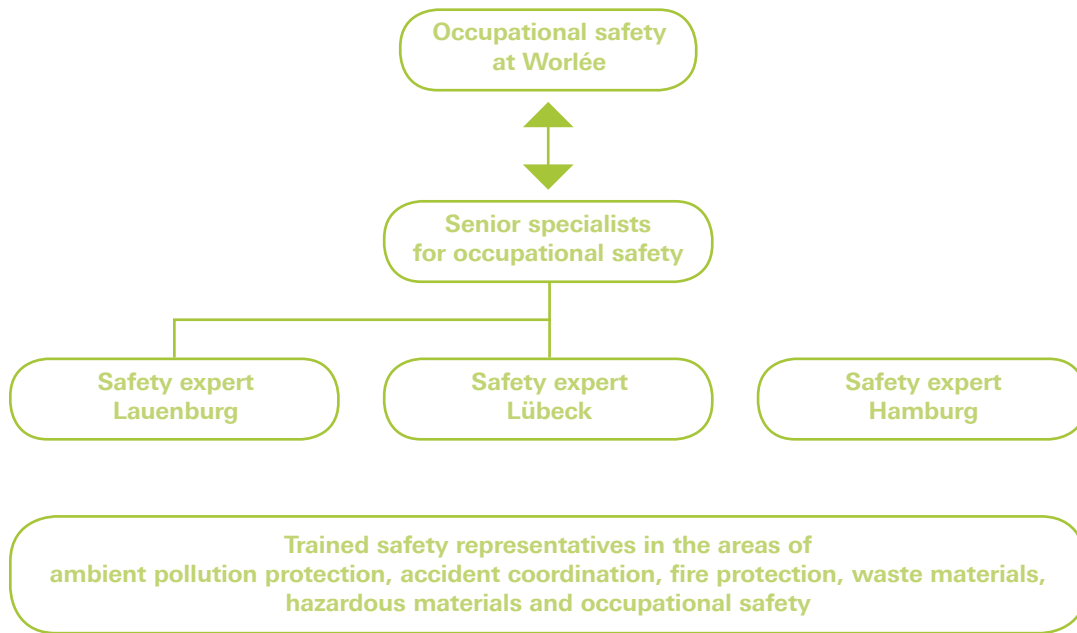 Occupational safety
at Worlée
Senior specialists
for occupational safety
Safety expert
Lauenburg
Safety expert
Lübeck
Safety expert
Hamburg
Trained safety representatives in the areas of
ambient pollution protection, accident coordination, fire protection, waste materials,
hazardous materials and occupational safety